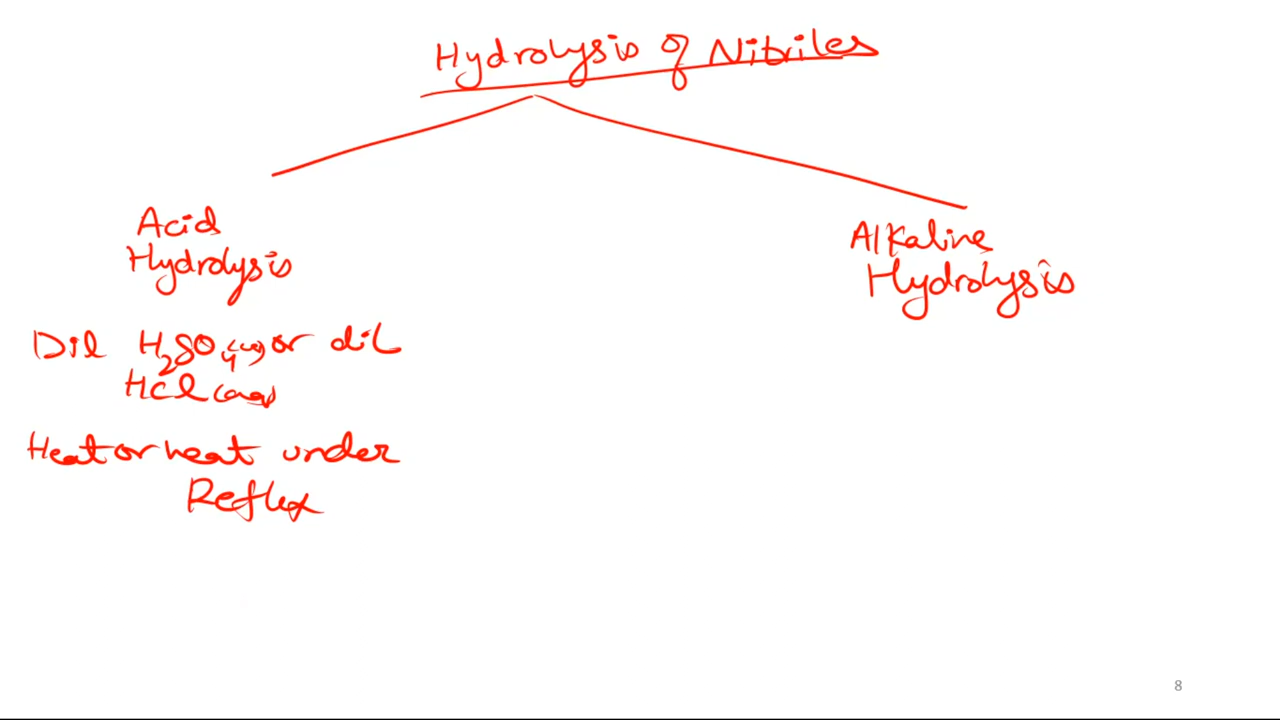 Hydrolysis of Nitriles
Acid
Hydrolysis
Alkaline
Hydrolysis
Dil H2SO4(aq) or dil
HCl(aq)
Heat or heat under
Reflux
8